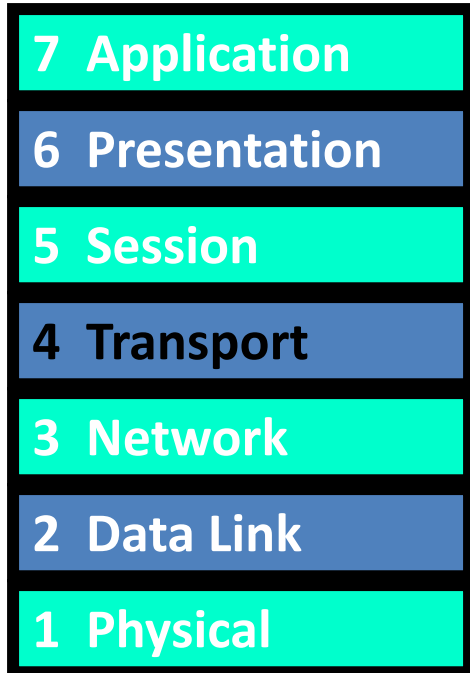 7 Application
6 Presentation
5 Session
4 Transport
3 Network
2 Data Link
1 Physical